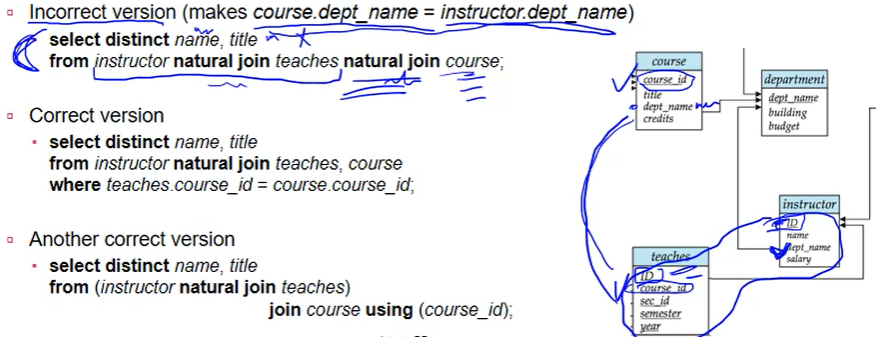 Incorrect version (makes course.dept_name = instructor.dept_name)
select distinct name, title
from instructor natural join teaches natural join course;
Correct version
select distinct name, title
from instructor natural join teaches, course
where teaches.course_id = course.course_id;
Another correct version
select distinct name, title
from (instructor natural join teaches)
join course using (course_id);
course
course_id
title
dept_name
credits
department
dept_name
building
budget
instructor
ID
name
dept_name
salary
teaches
ID
course_id
sec_id
semester
year